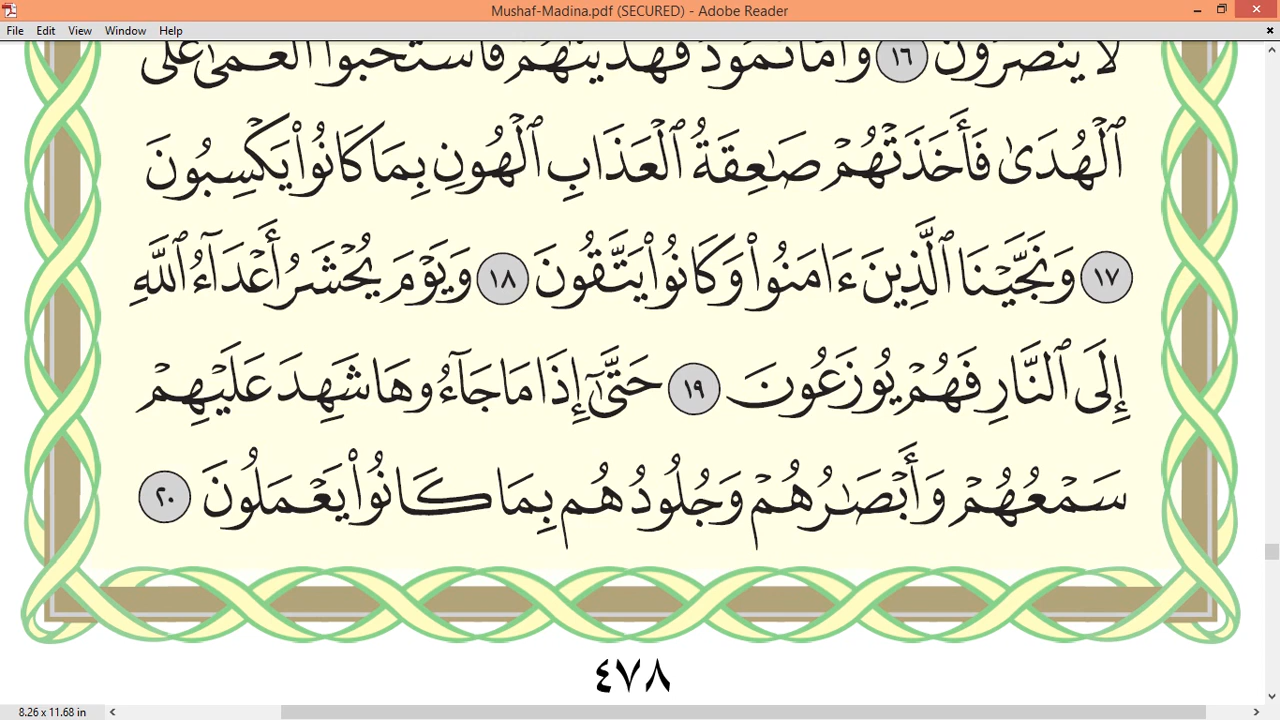 Mushaf-Madina.pdf (SECURED) - Adobe Reader
File Edit View Window Help
لَا يُنصَرُونَ ١٦ وَأَمَّا ثَمُودُ فَهَدَيْنَٰهُمْ فَٱسْتَحَبُّوا۟ ٱلْعَمَىٰ عَلَى
ٱلْهُدَىٰ فَأَخَذَتْهُمْ صَٰعِقَةُ ٱلْعَذَابِ ٱلْهُونِ بِمَا كَانُوا۟ يَكْسِبُونَ
١٧ وَنَجَّيْنَا ٱلَّذِينَ ءَامَنُوا۟ وَكَانُوا۟ يَتَّقُونَ ١٨ وَيَوْمَ يُحْشَرُ أَعْدَآءُ ٱللَّهِ
إِلَى ٱلنَّارِ فَهُمْ يُوزَعُونَ ١٩ حَتَّىٰٓ إِذَا مَا جَآءُوهَا شَهِدَ عَلَيْهِمْ
سَمْعُهُمْ وَأَبْصَٰرُهُمْ وَجُلُودُهُم بِمَا كَانُوا۟ يَعْمَلُونَ ٢٠
٤٧٨
8.26 x 11.68 in